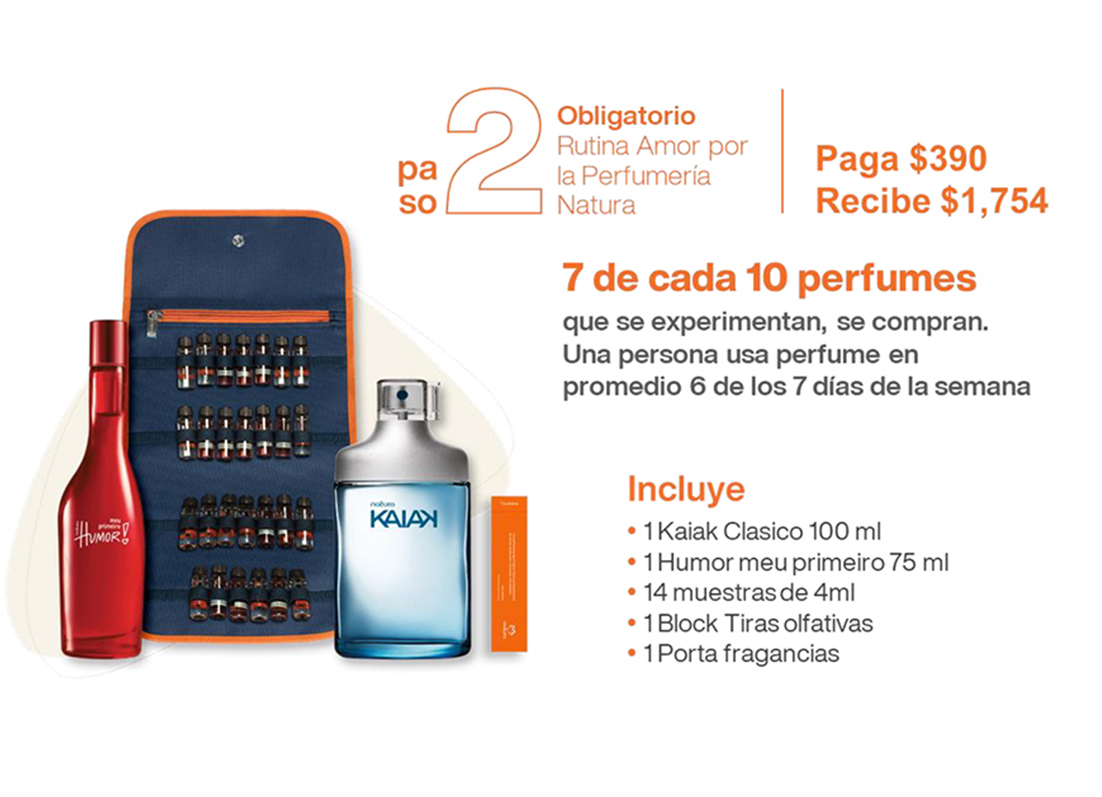 paso 2
Obligatorio
Rutina Amor por
la Perfumería
Natura
Paga $390
Recibe $1,754
7 de cada 10 perfumes
que se experimentan, se compran.
Una persona usa perfume en
promedio 6 de los 7 días de la semana
Incluye
• 1 Kaiak Clasico 100 ml
• 1 Humor meu primeiro 75 ml
• 14 muestras de 4ml
• 1 Block Tiras olfativas
• 1 Porta fragancias
meu
primeiro
HUMOR!
natura
KAIAK